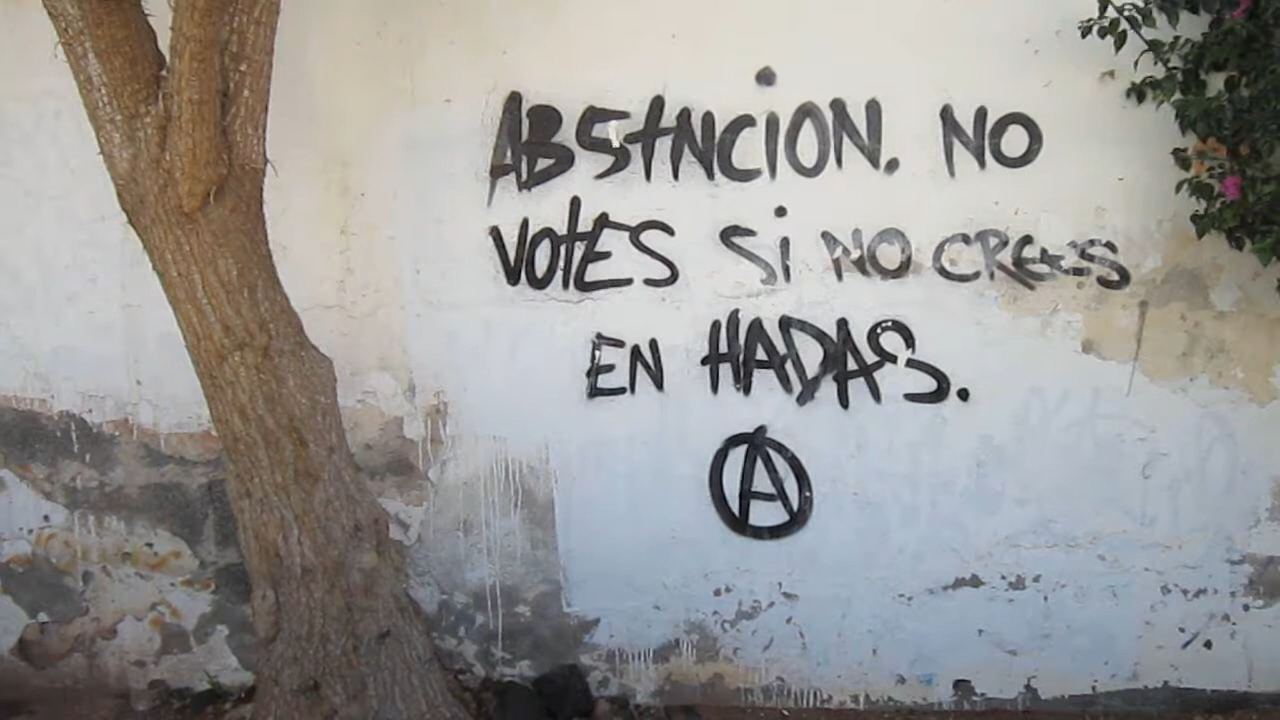 ABSTNCION. NO
VOTES SI NO CREES
EN HADAS.